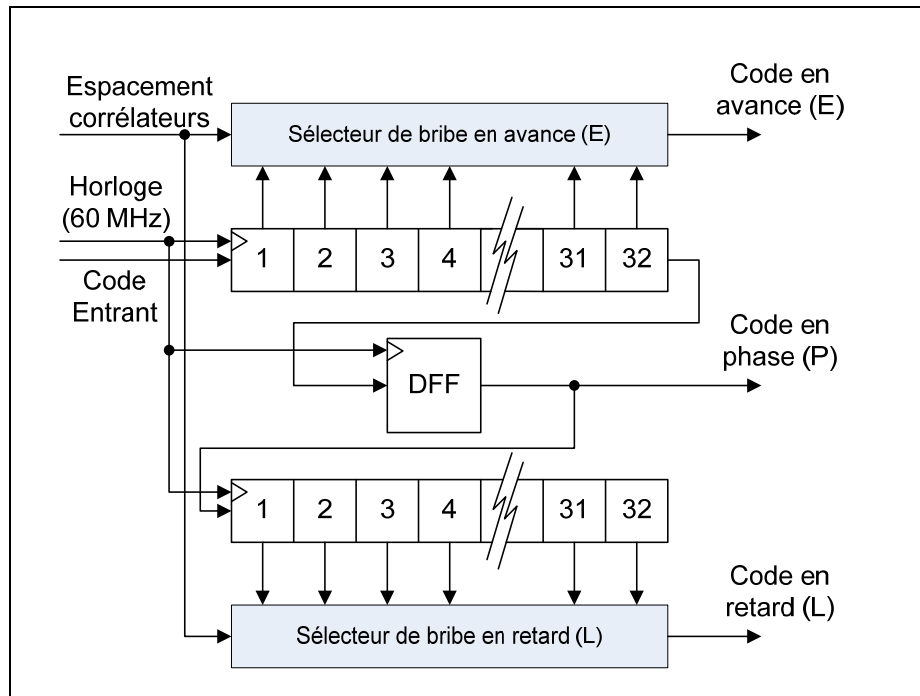 Espacement
corrélateurs
Sélecteur de bribe en avance (E)
Code en
avance (E)
Horloge
(60 MHz)
1 2 3 4 31 32
Code
Entrant
DFF
Code en
phase (P)
1 2 3 4 31 32
Sélecteur de bribe en retard (L)
Code en
retard (L)